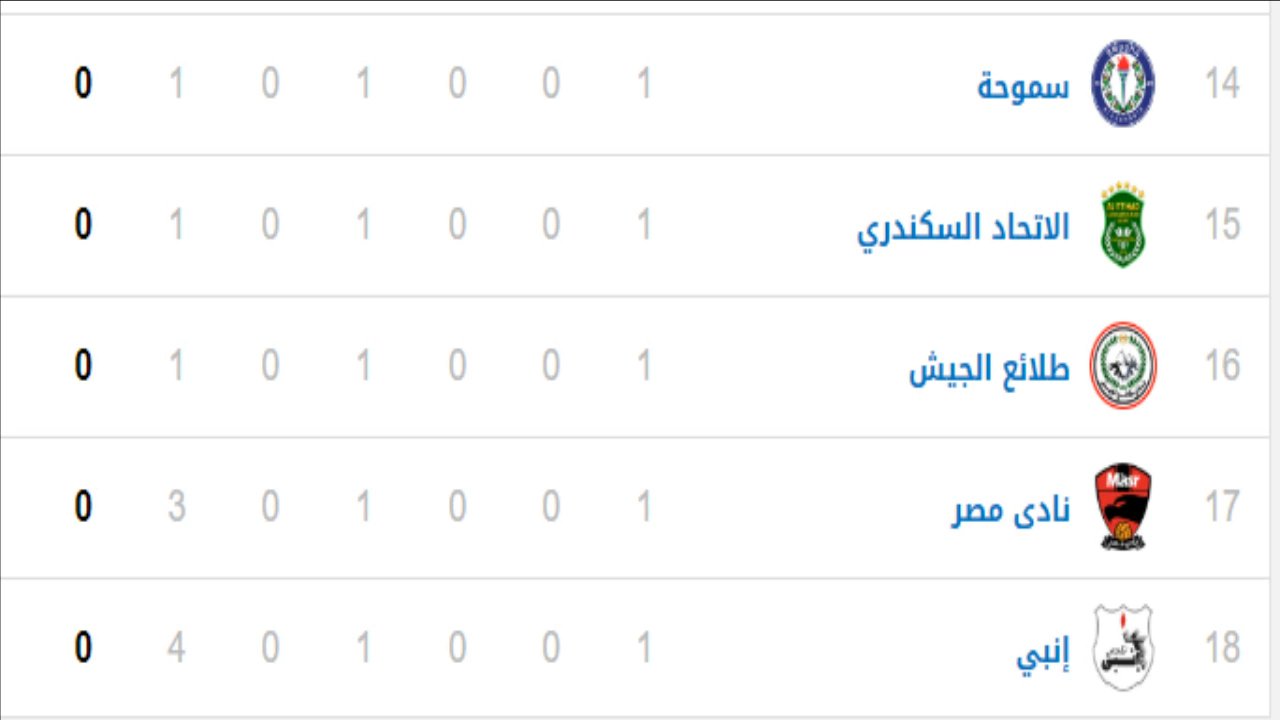 14 سموحة 1 0 0 1 0 1 0
15 الاتحاد السكندري 1 0 0 1 0 1 0
16 طلائع الجيش 1 0 0 1 0 1 0
Masr
17 نادى مصر 1 0 0 1 0 3 0
18 إنبي 1 0 0 1 0 4 0